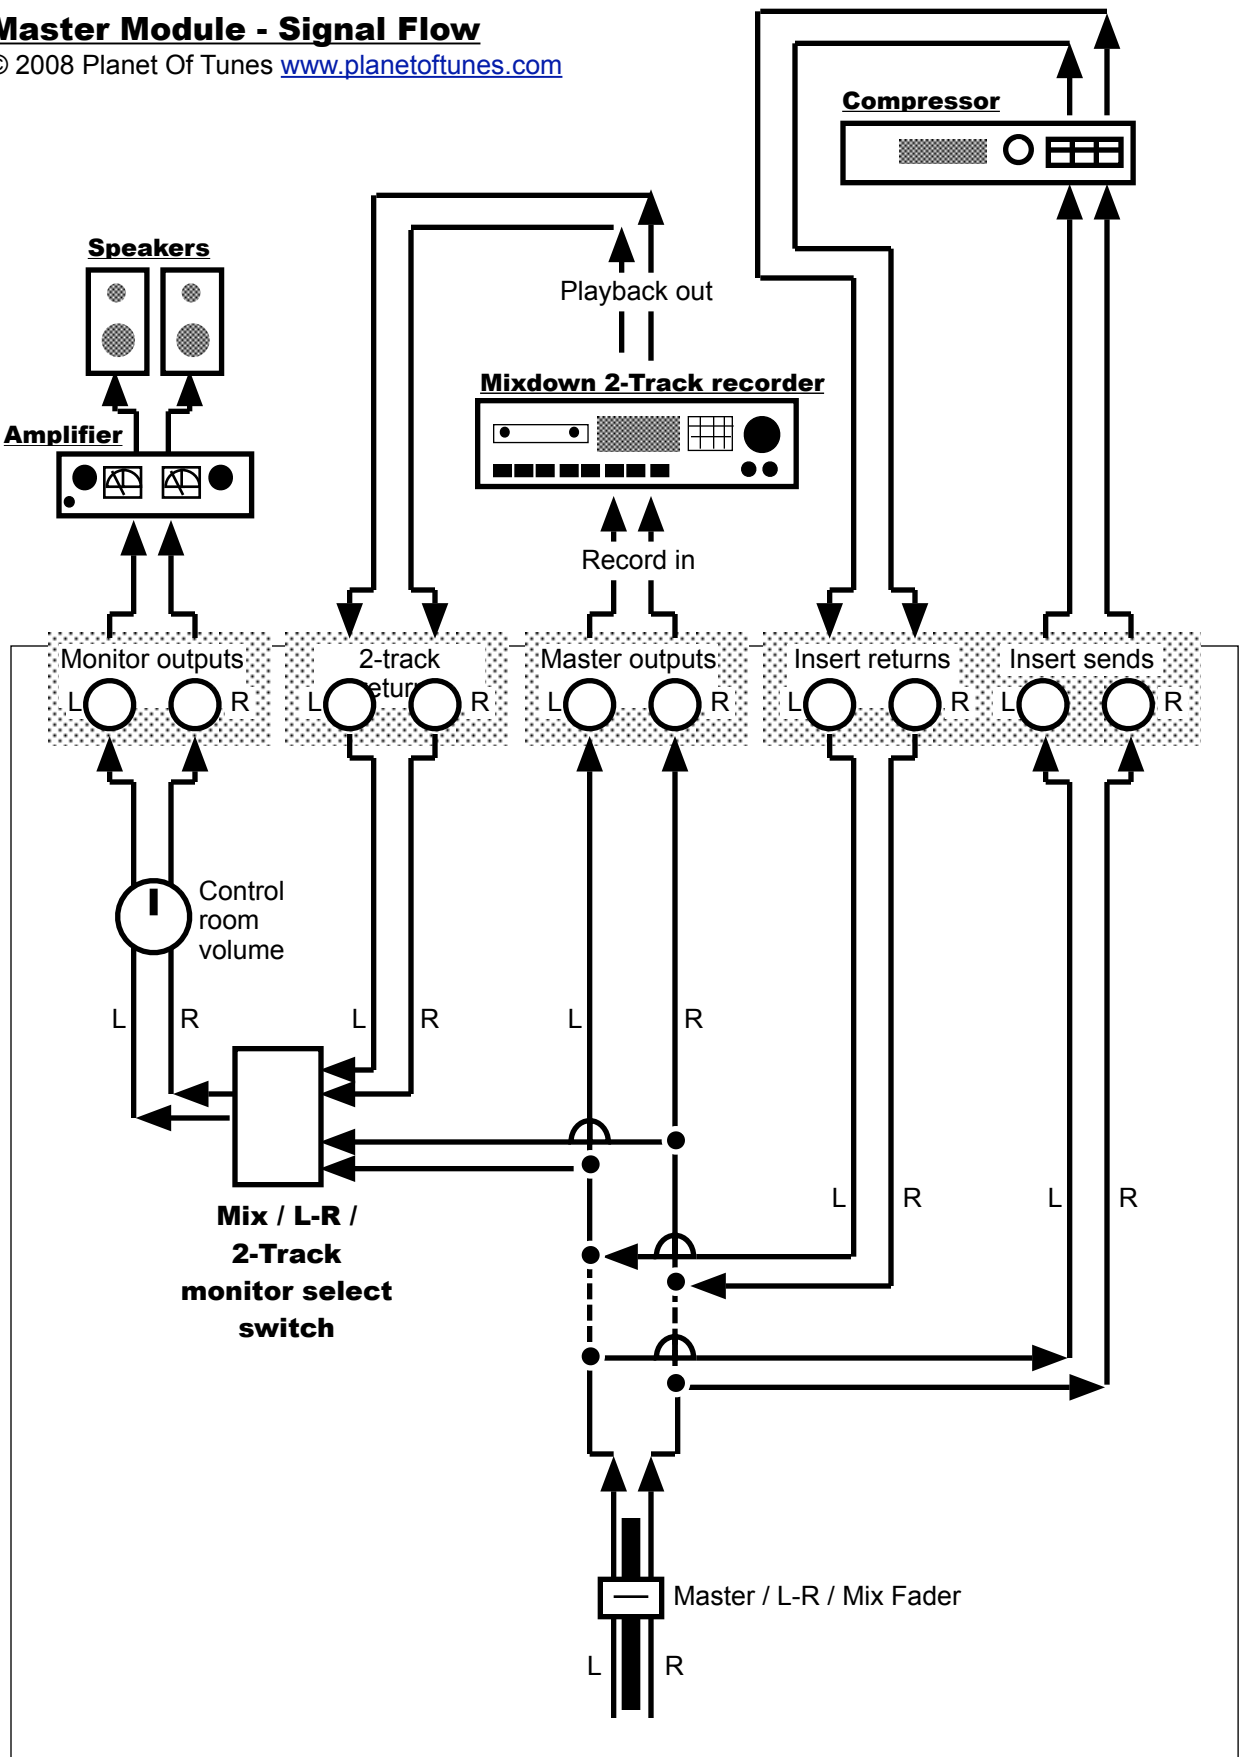 Master Module - Signal Flow
© 2008 Planet Of Tunes www.planetoftunes.com
Compressor
Speakers
Playback out
Mixdown 2-Track recorder
Amplifier
Record in
Monitor outputs
L R
2-track
L R
Master outputs
L R
Insert returns
L R
Insert sends
L R
Control
room
volume
L R L R L R
L R L R
Mix / L-R /
2-Track
monitor select
switch
Master / L-R / Mix Fader
L R